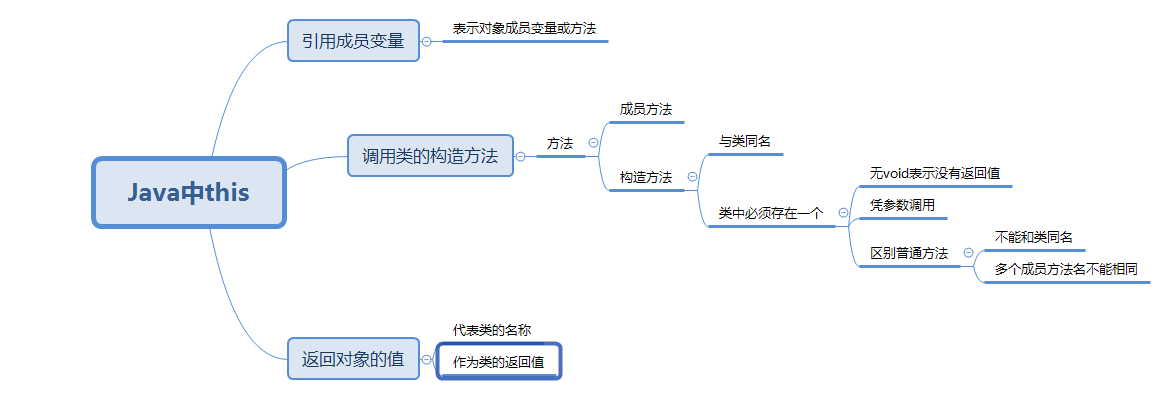 Java中this
引用成员变量
表示对象成员变量或方法
调用类的构造方法
方法
成员方法
构造方法
与类同名
类中必须存在一个
无void表示没有返回值
凭参数调用
区别普通方法
不能和类同名
多个成员方法名不能相同
返回对象的值
代表类的名称
作为类的返回值